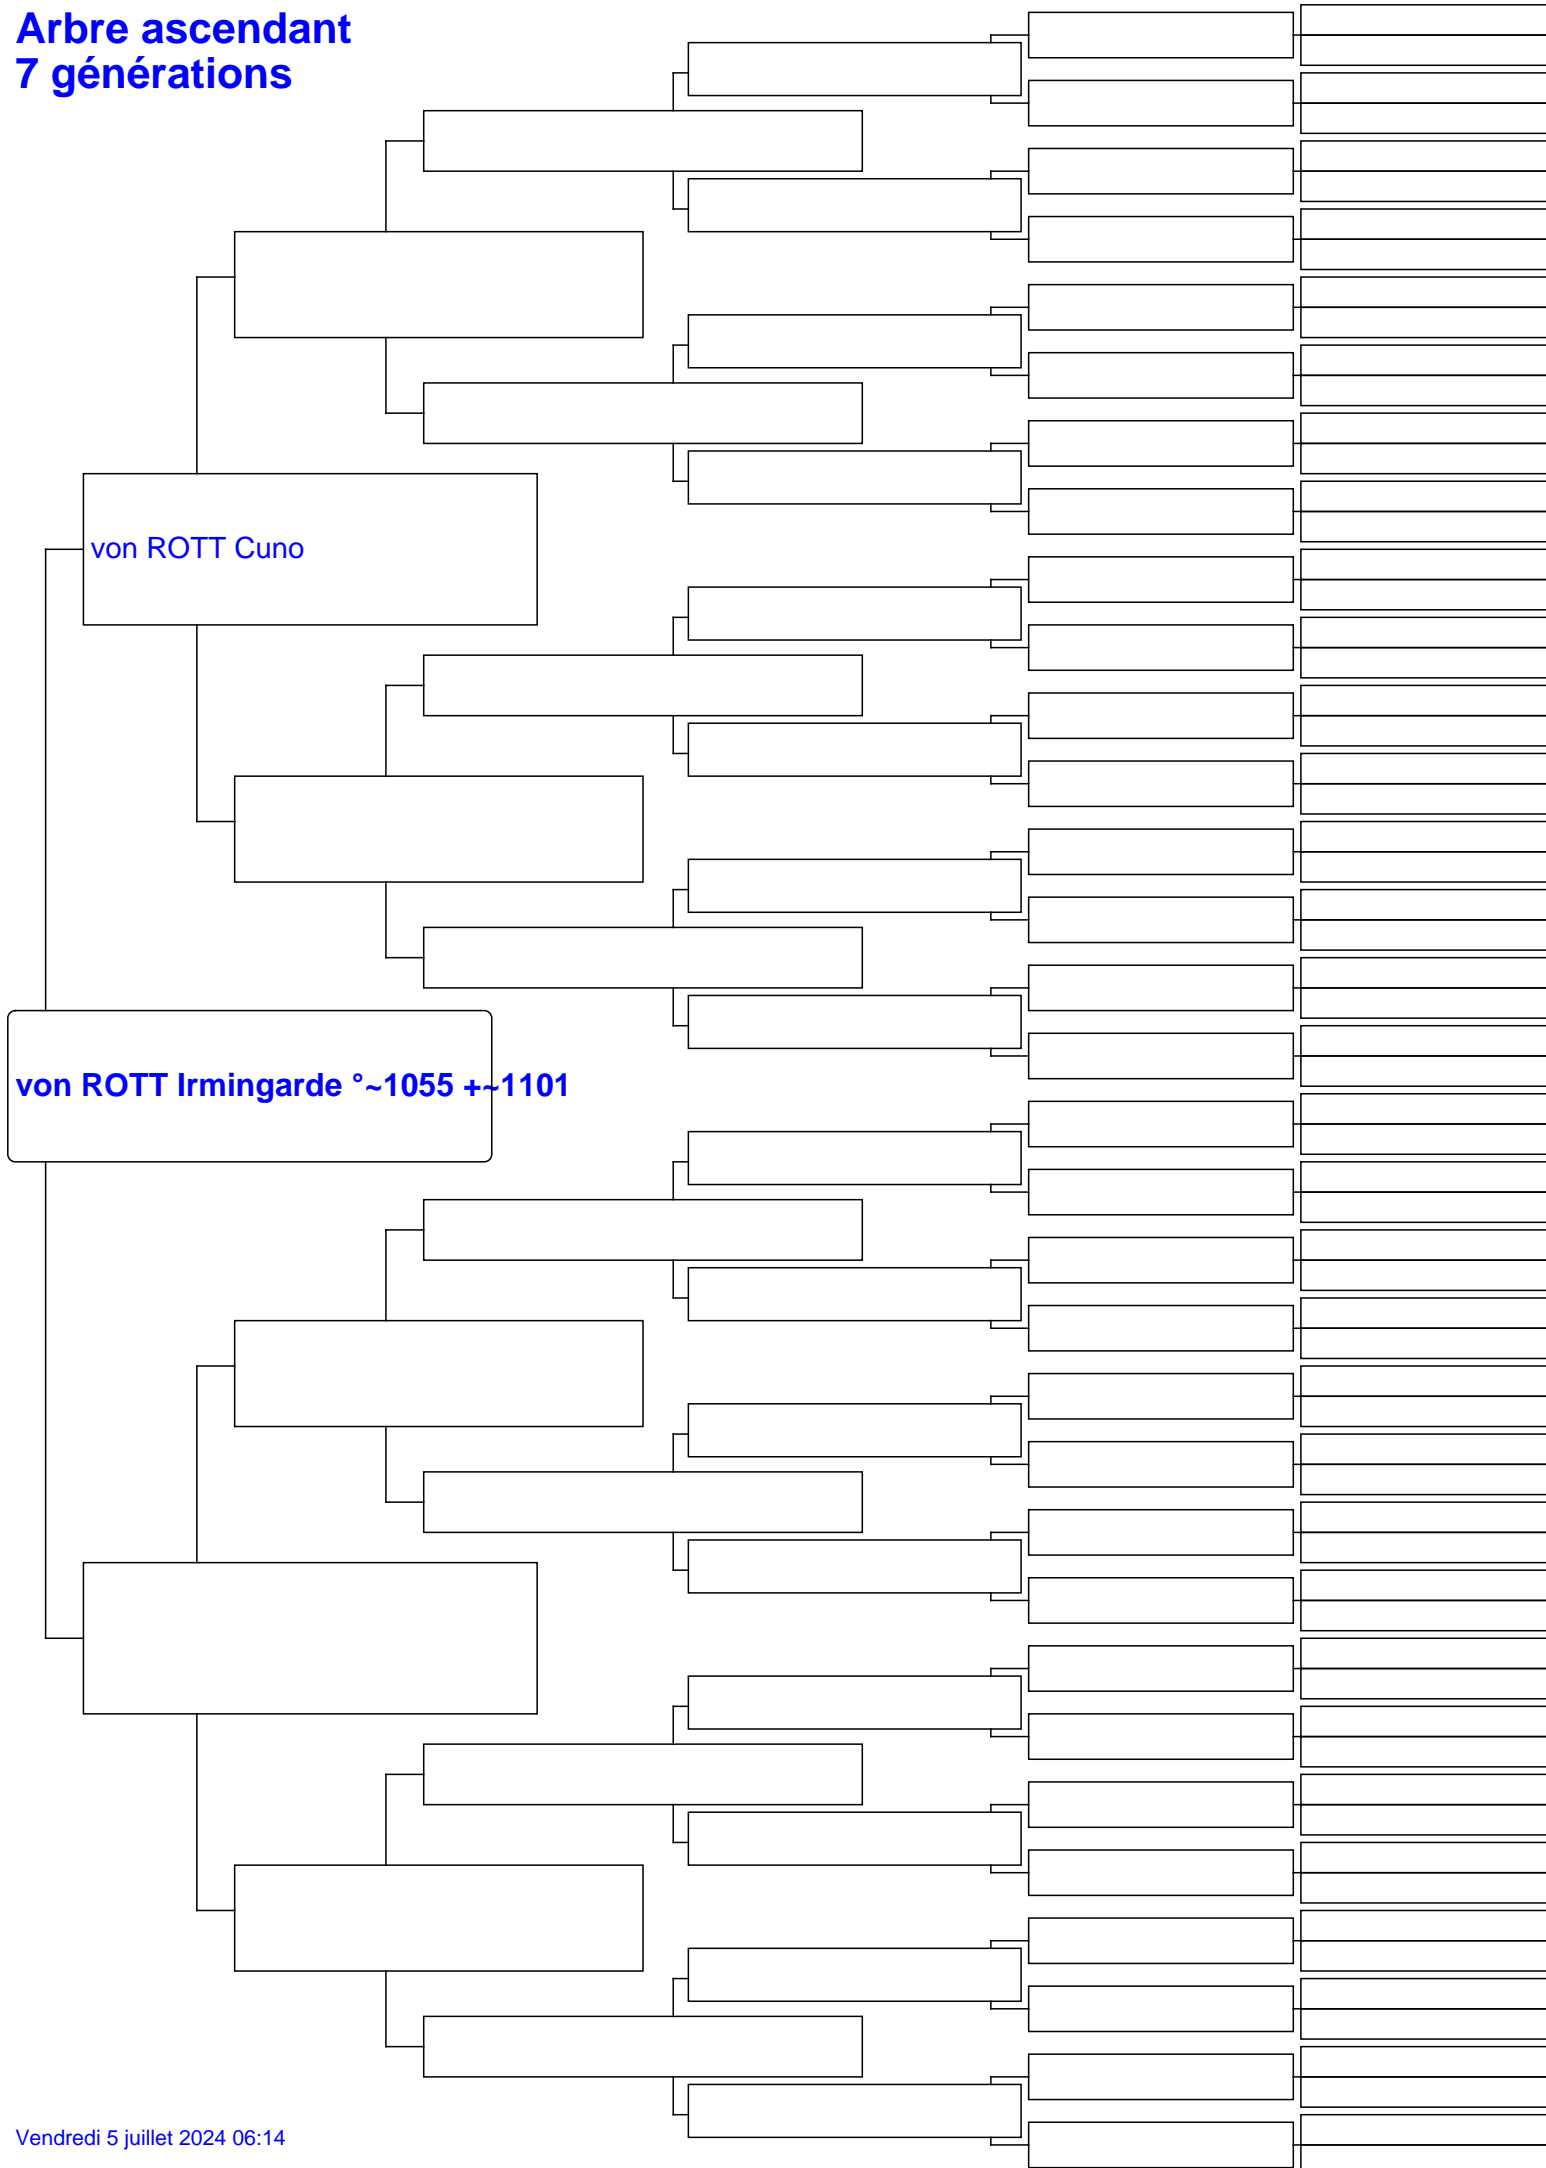 Arbre ascendant
7 générations
von ROTT Cuno
von ROTT Irmingarde °~1055 +~1101
Vendredi 5 juillet 2024 06:14